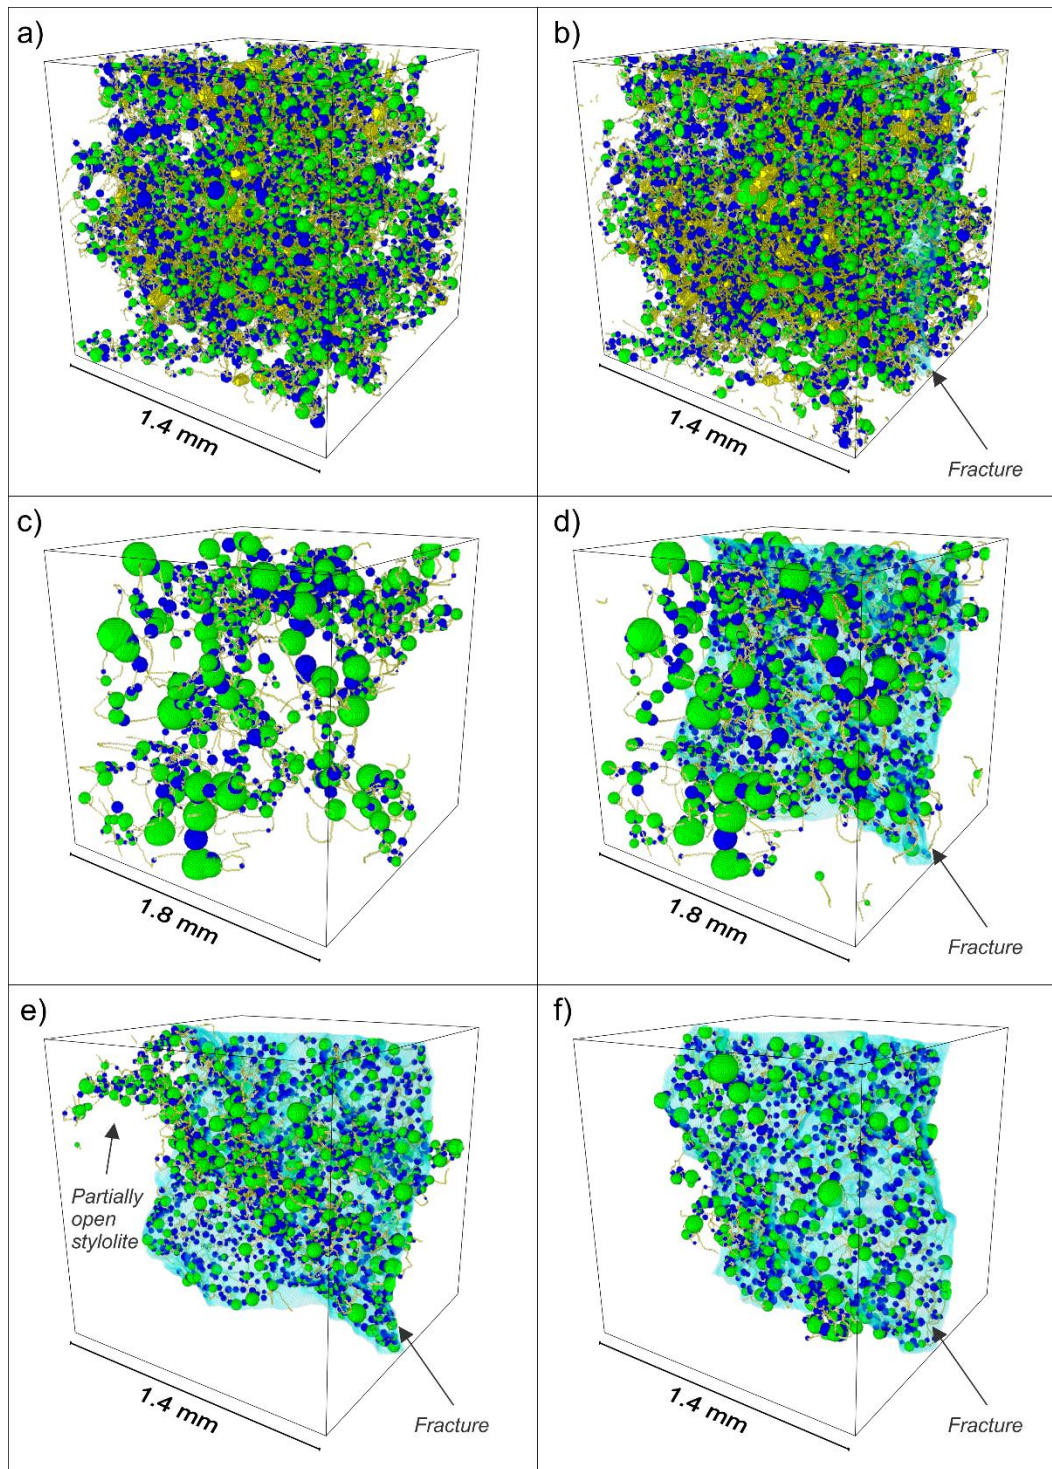 a)
b)
1.4 mm
1.4 mm
Fracture
c)
d)
1.8 mm
1.8 mm
Fracture
e)
f)
Partially
open
stylolite
1.4 mm
Fracture
1.4 mm
Fracture